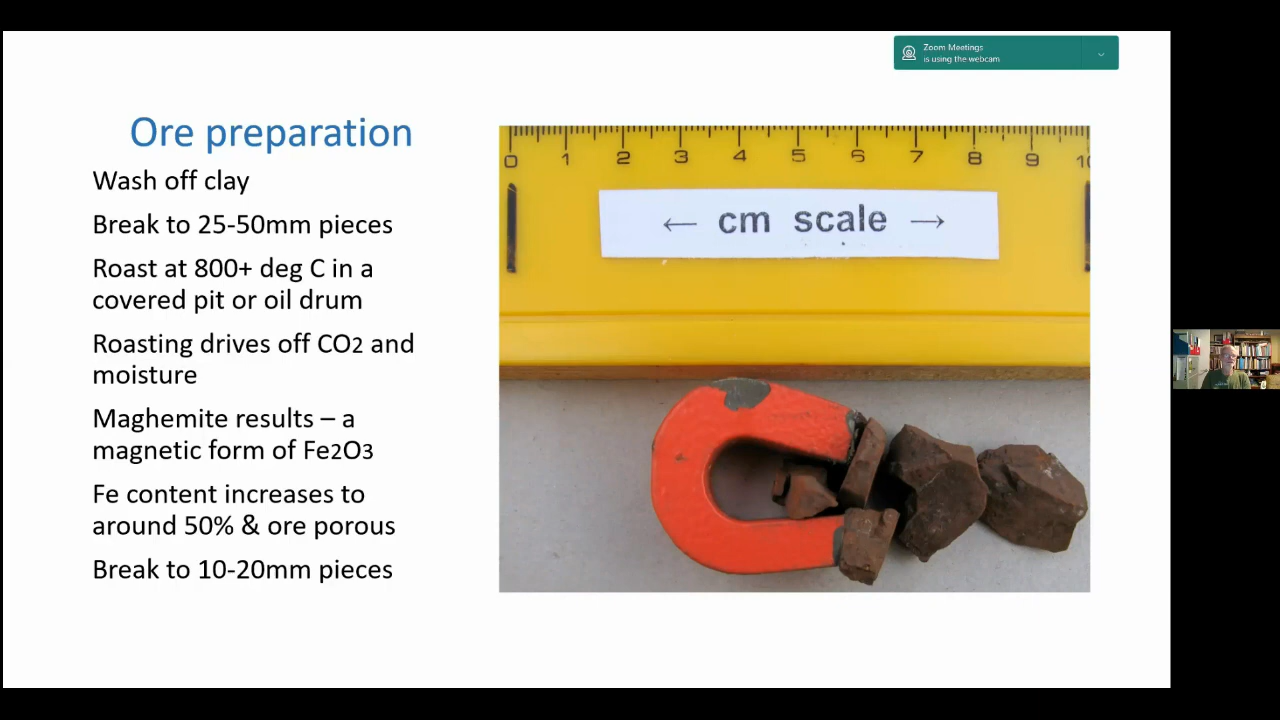 Zoom Meetings
is using the webcam
Ore preparation
Wash off clay
Break to 25-50mm pieces
Roast at 800+ deg C in a
covered pit or oil drum
Roasting drives off CO2 and
moisture
Maghemite results – a
magnetic form of Fe2O3
Fe content increases to
around 50% & ore porous
Break to 10-20mm pieces
0 1 2 3 4 5 6 7 8 9 10
← cm scale →